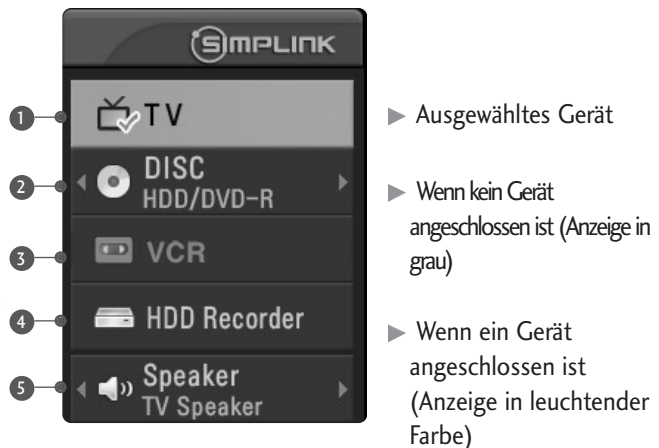 SIMPLINK
1 TV
2 DISC
HDD/DVD-R
3 VCR
4 HDD Recorder
5 Speaker
TV Speaker
Ausgewähltes Gerät
Wenn kein Gerät
angeschlossen ist (Anzeige in
grau)
Wenn ein Gerät
angeschlossen ist
(Anzeige in leuchtender
Farbe)